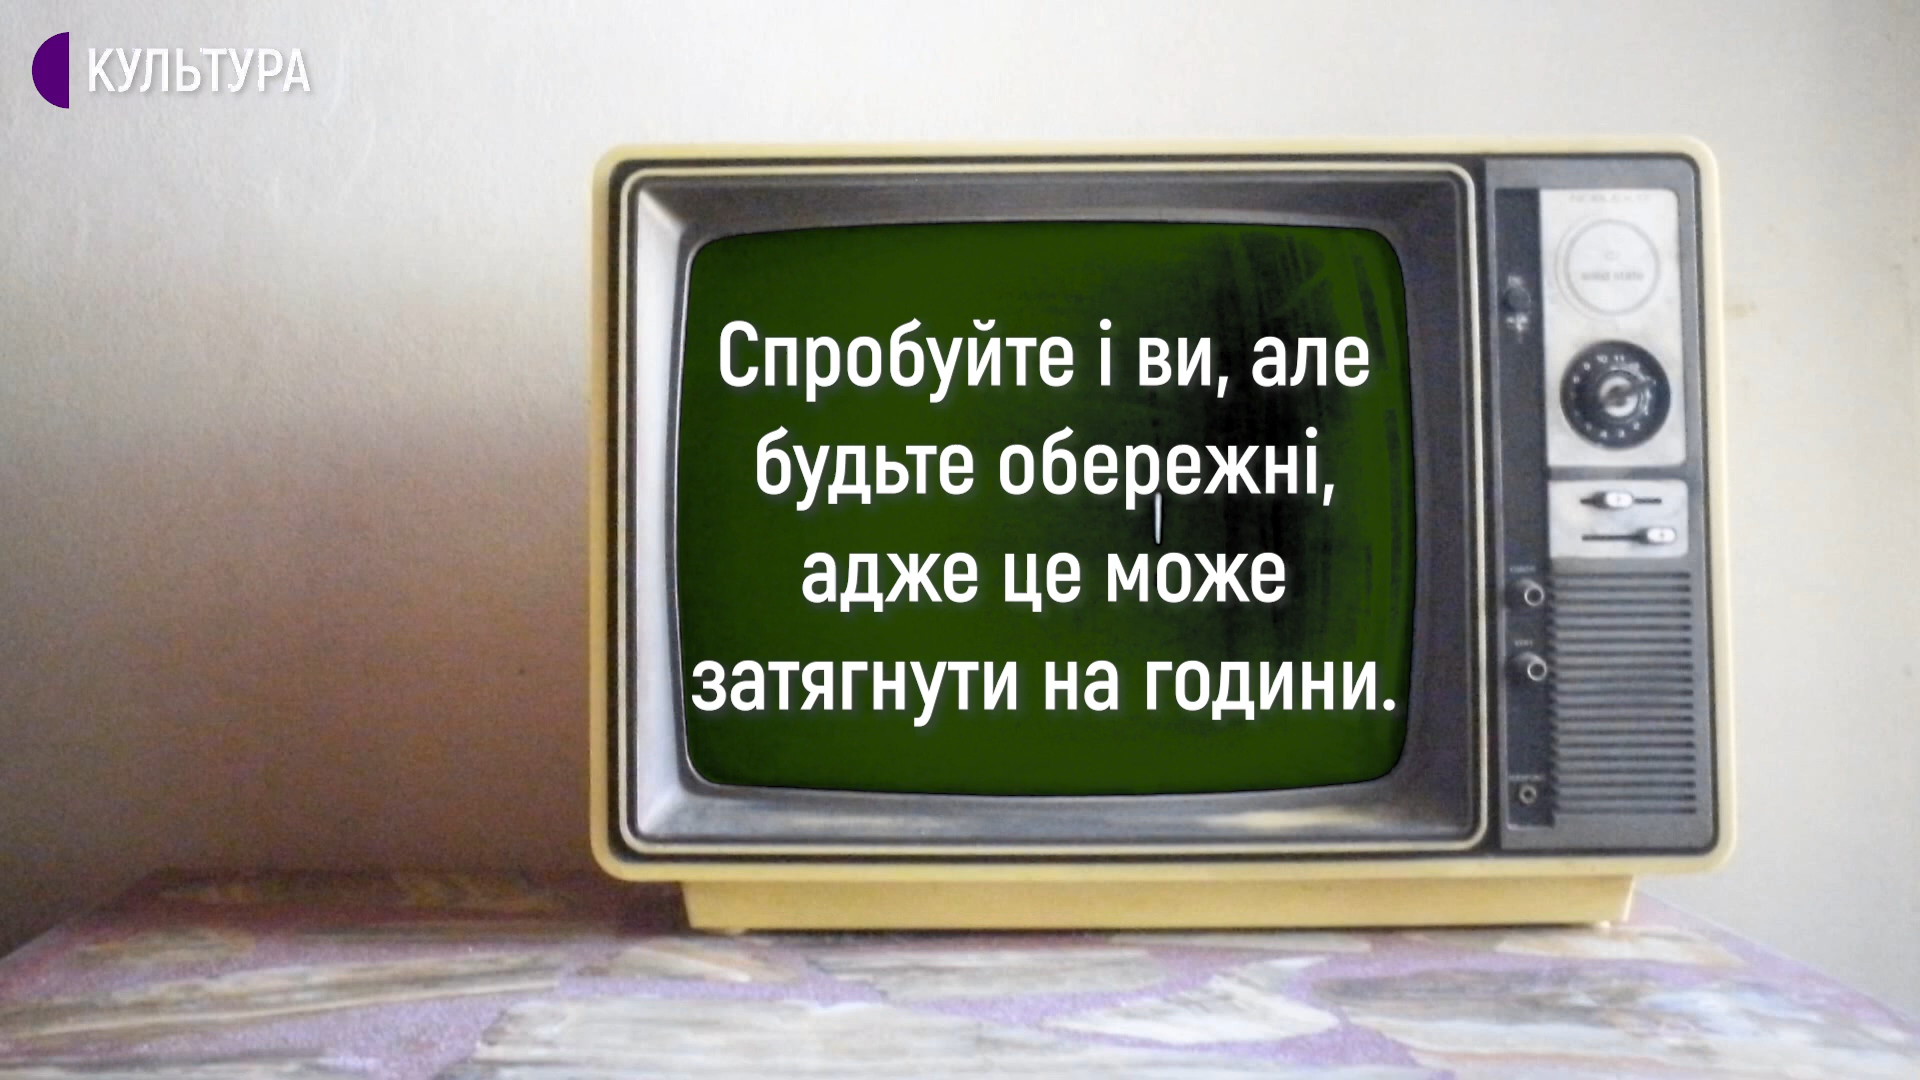 КУЛЬТУРА
Спробуйте і ви, але
будьте обережні,
адже це може
затягнути на години.